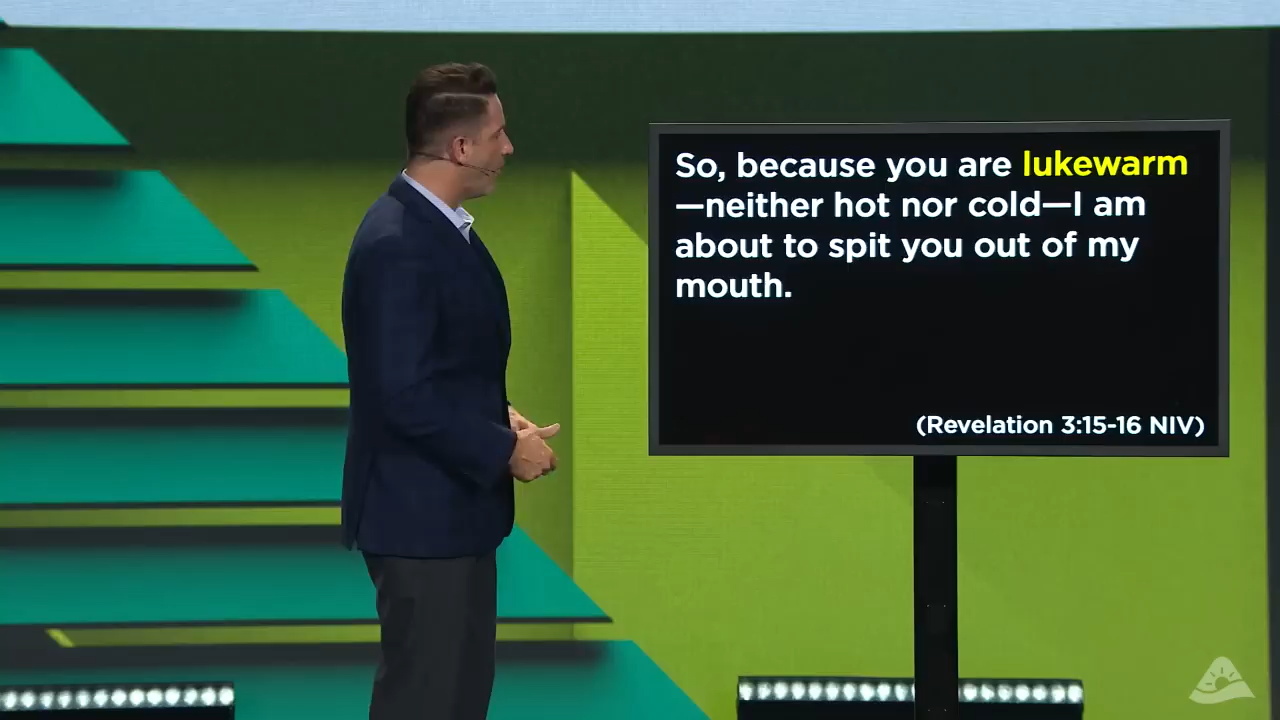 So, because you are lukewarm
—neither hot nor cold—I am
about to spit you out of my
mouth.
(Revelation 3:15-16 NIV)